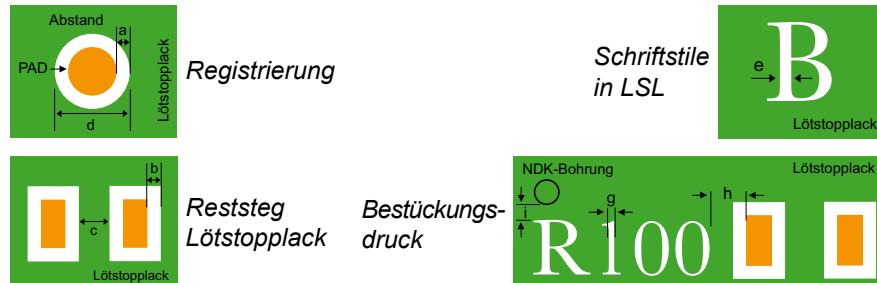 Abstand
a
PAD
Lötstopplack
d
Registrierung
Schriftstile
in LSL
e
B
Lötstopplack
b
c
Lötstopplack
Reststeg
Lötstopplack
Bestückungs-
druck
NDK-Bohrung
Lötstopplack
g
h
i
R100